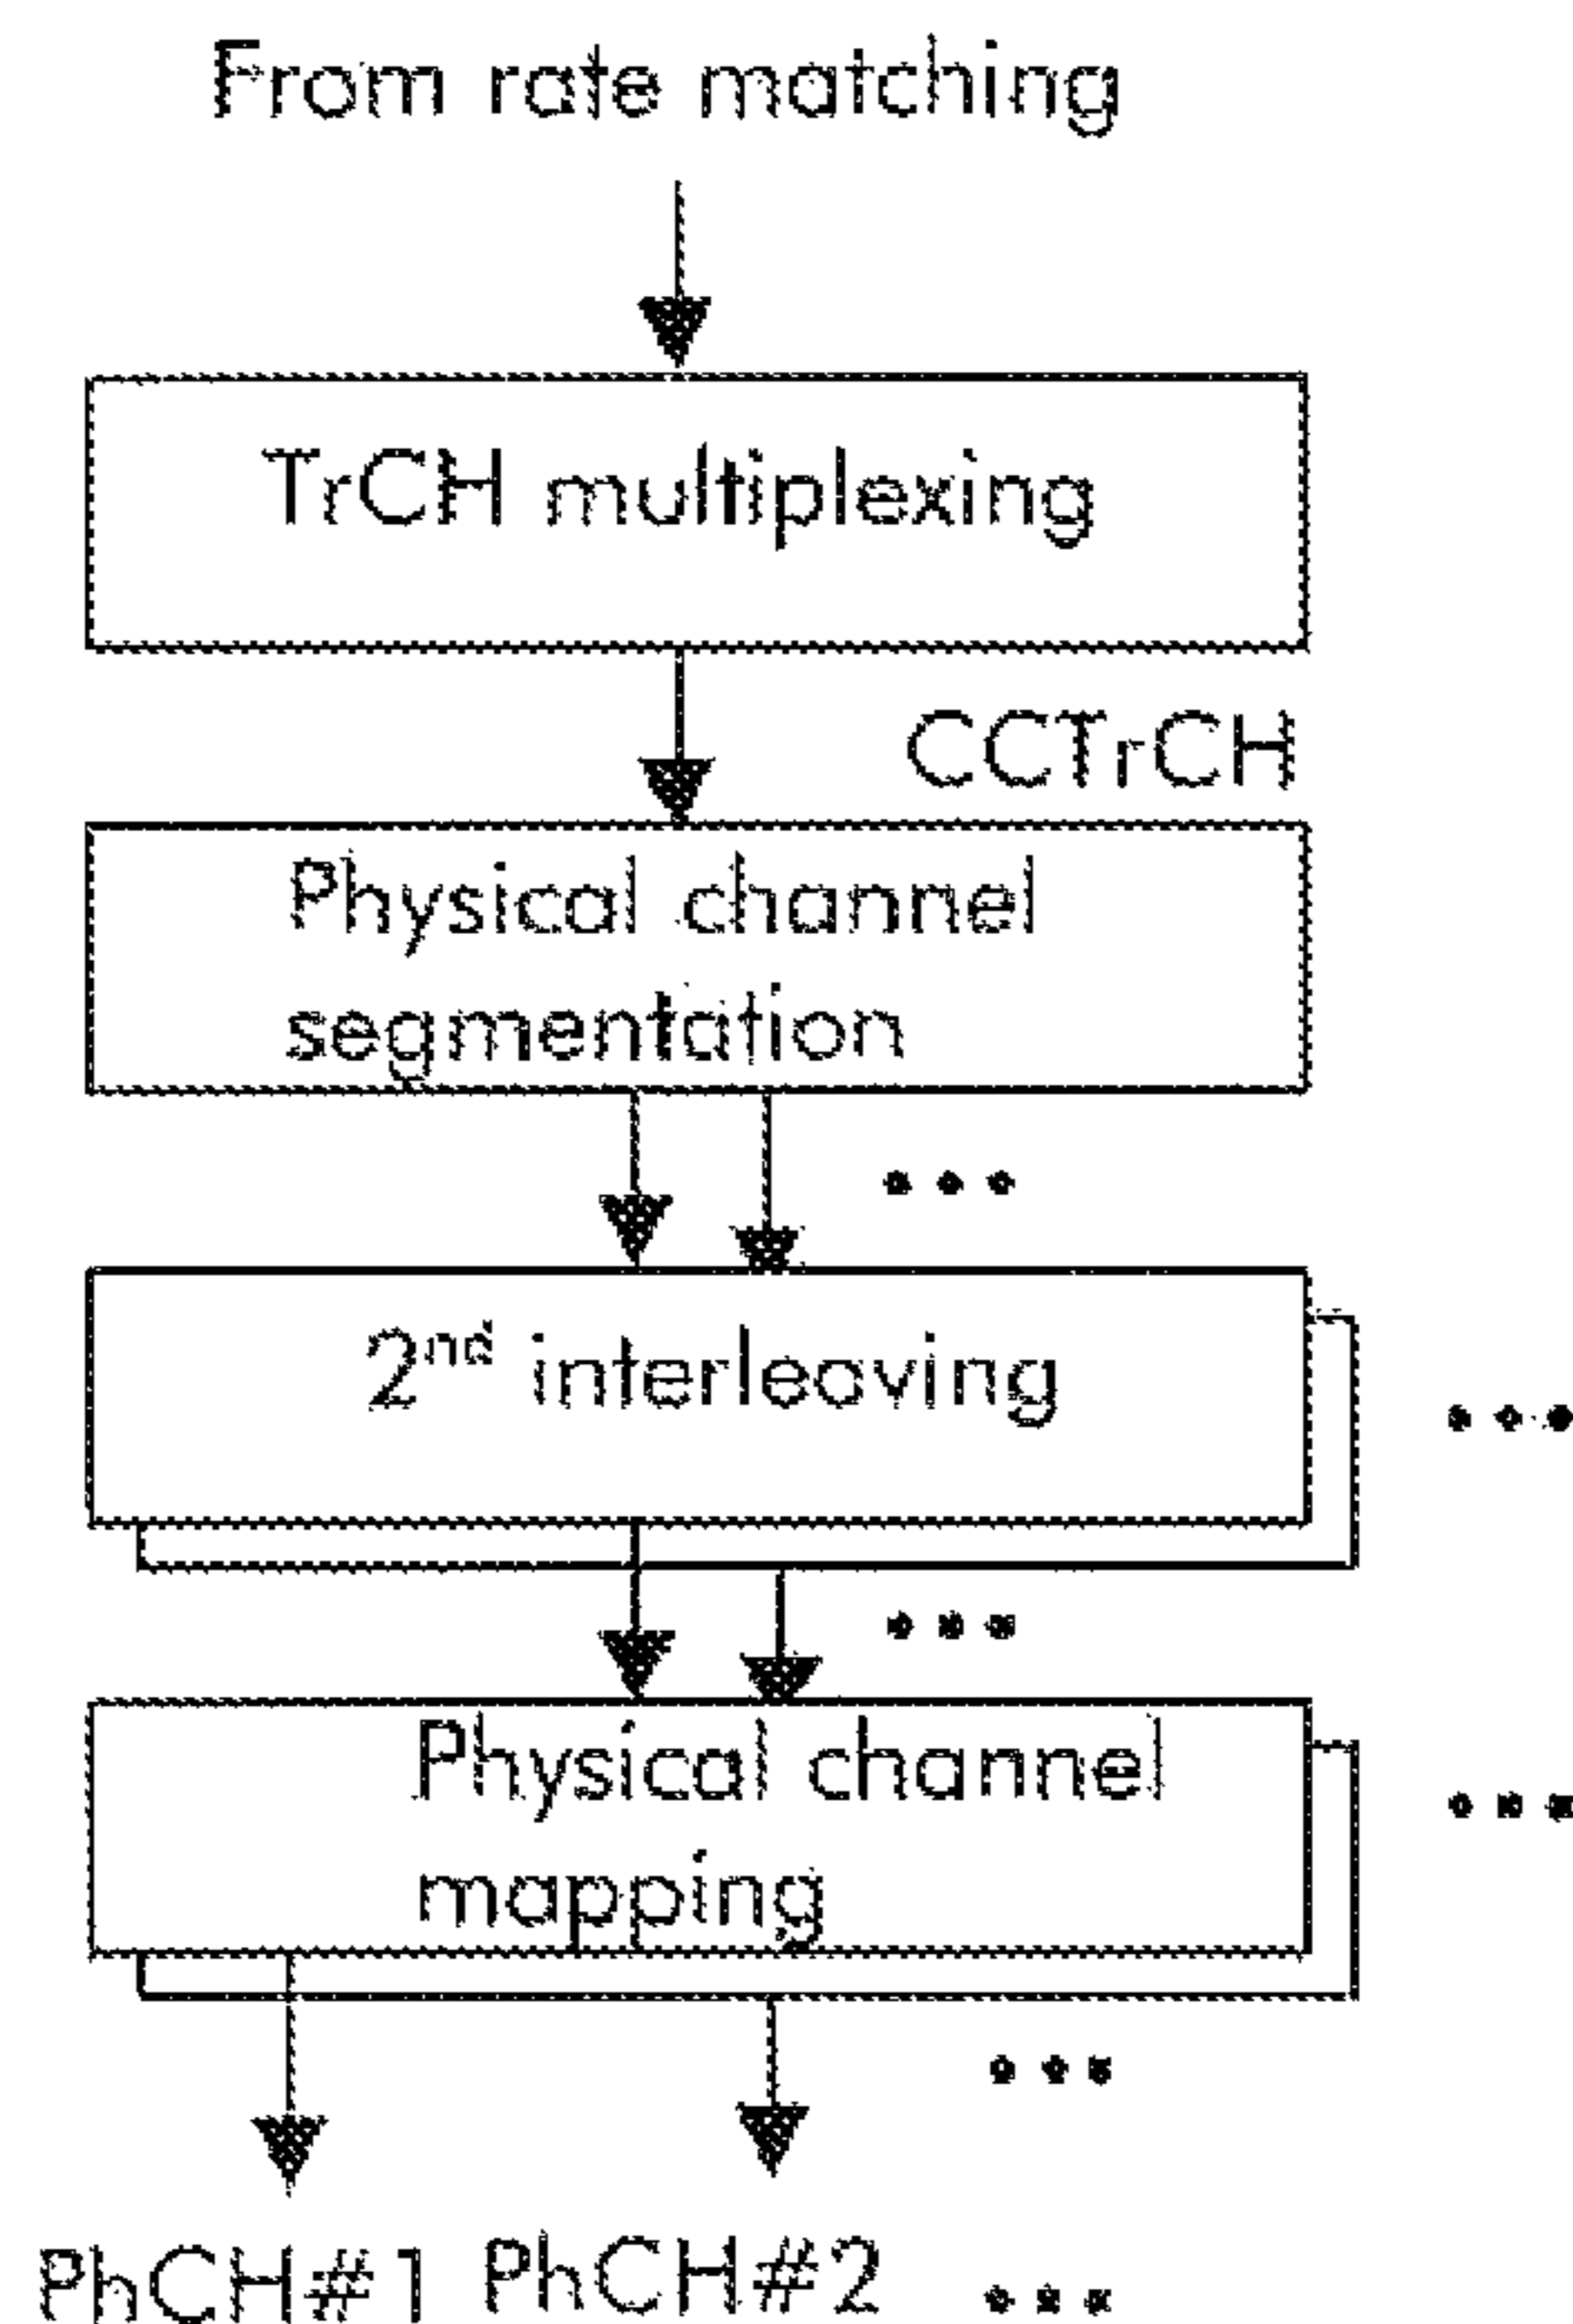 From rate matching
TrCH multiplexing
CCTrCH
Physical channel
segmentation
...
2nd interleaving
...
...
Physical channel
mapping
...
...
PhCH#1 PhCH#2 ...